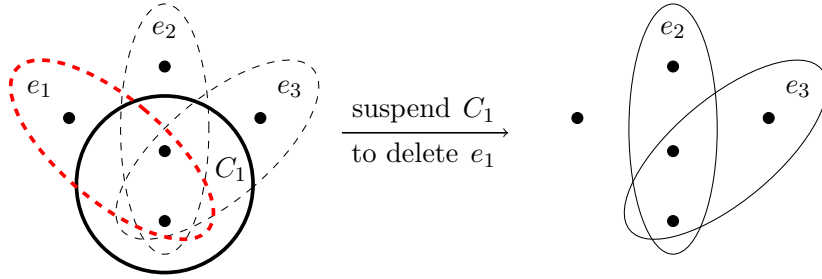 e₂
e₁
e₃
C₁
suspend C₁
to delete e₁
e₂
e₃